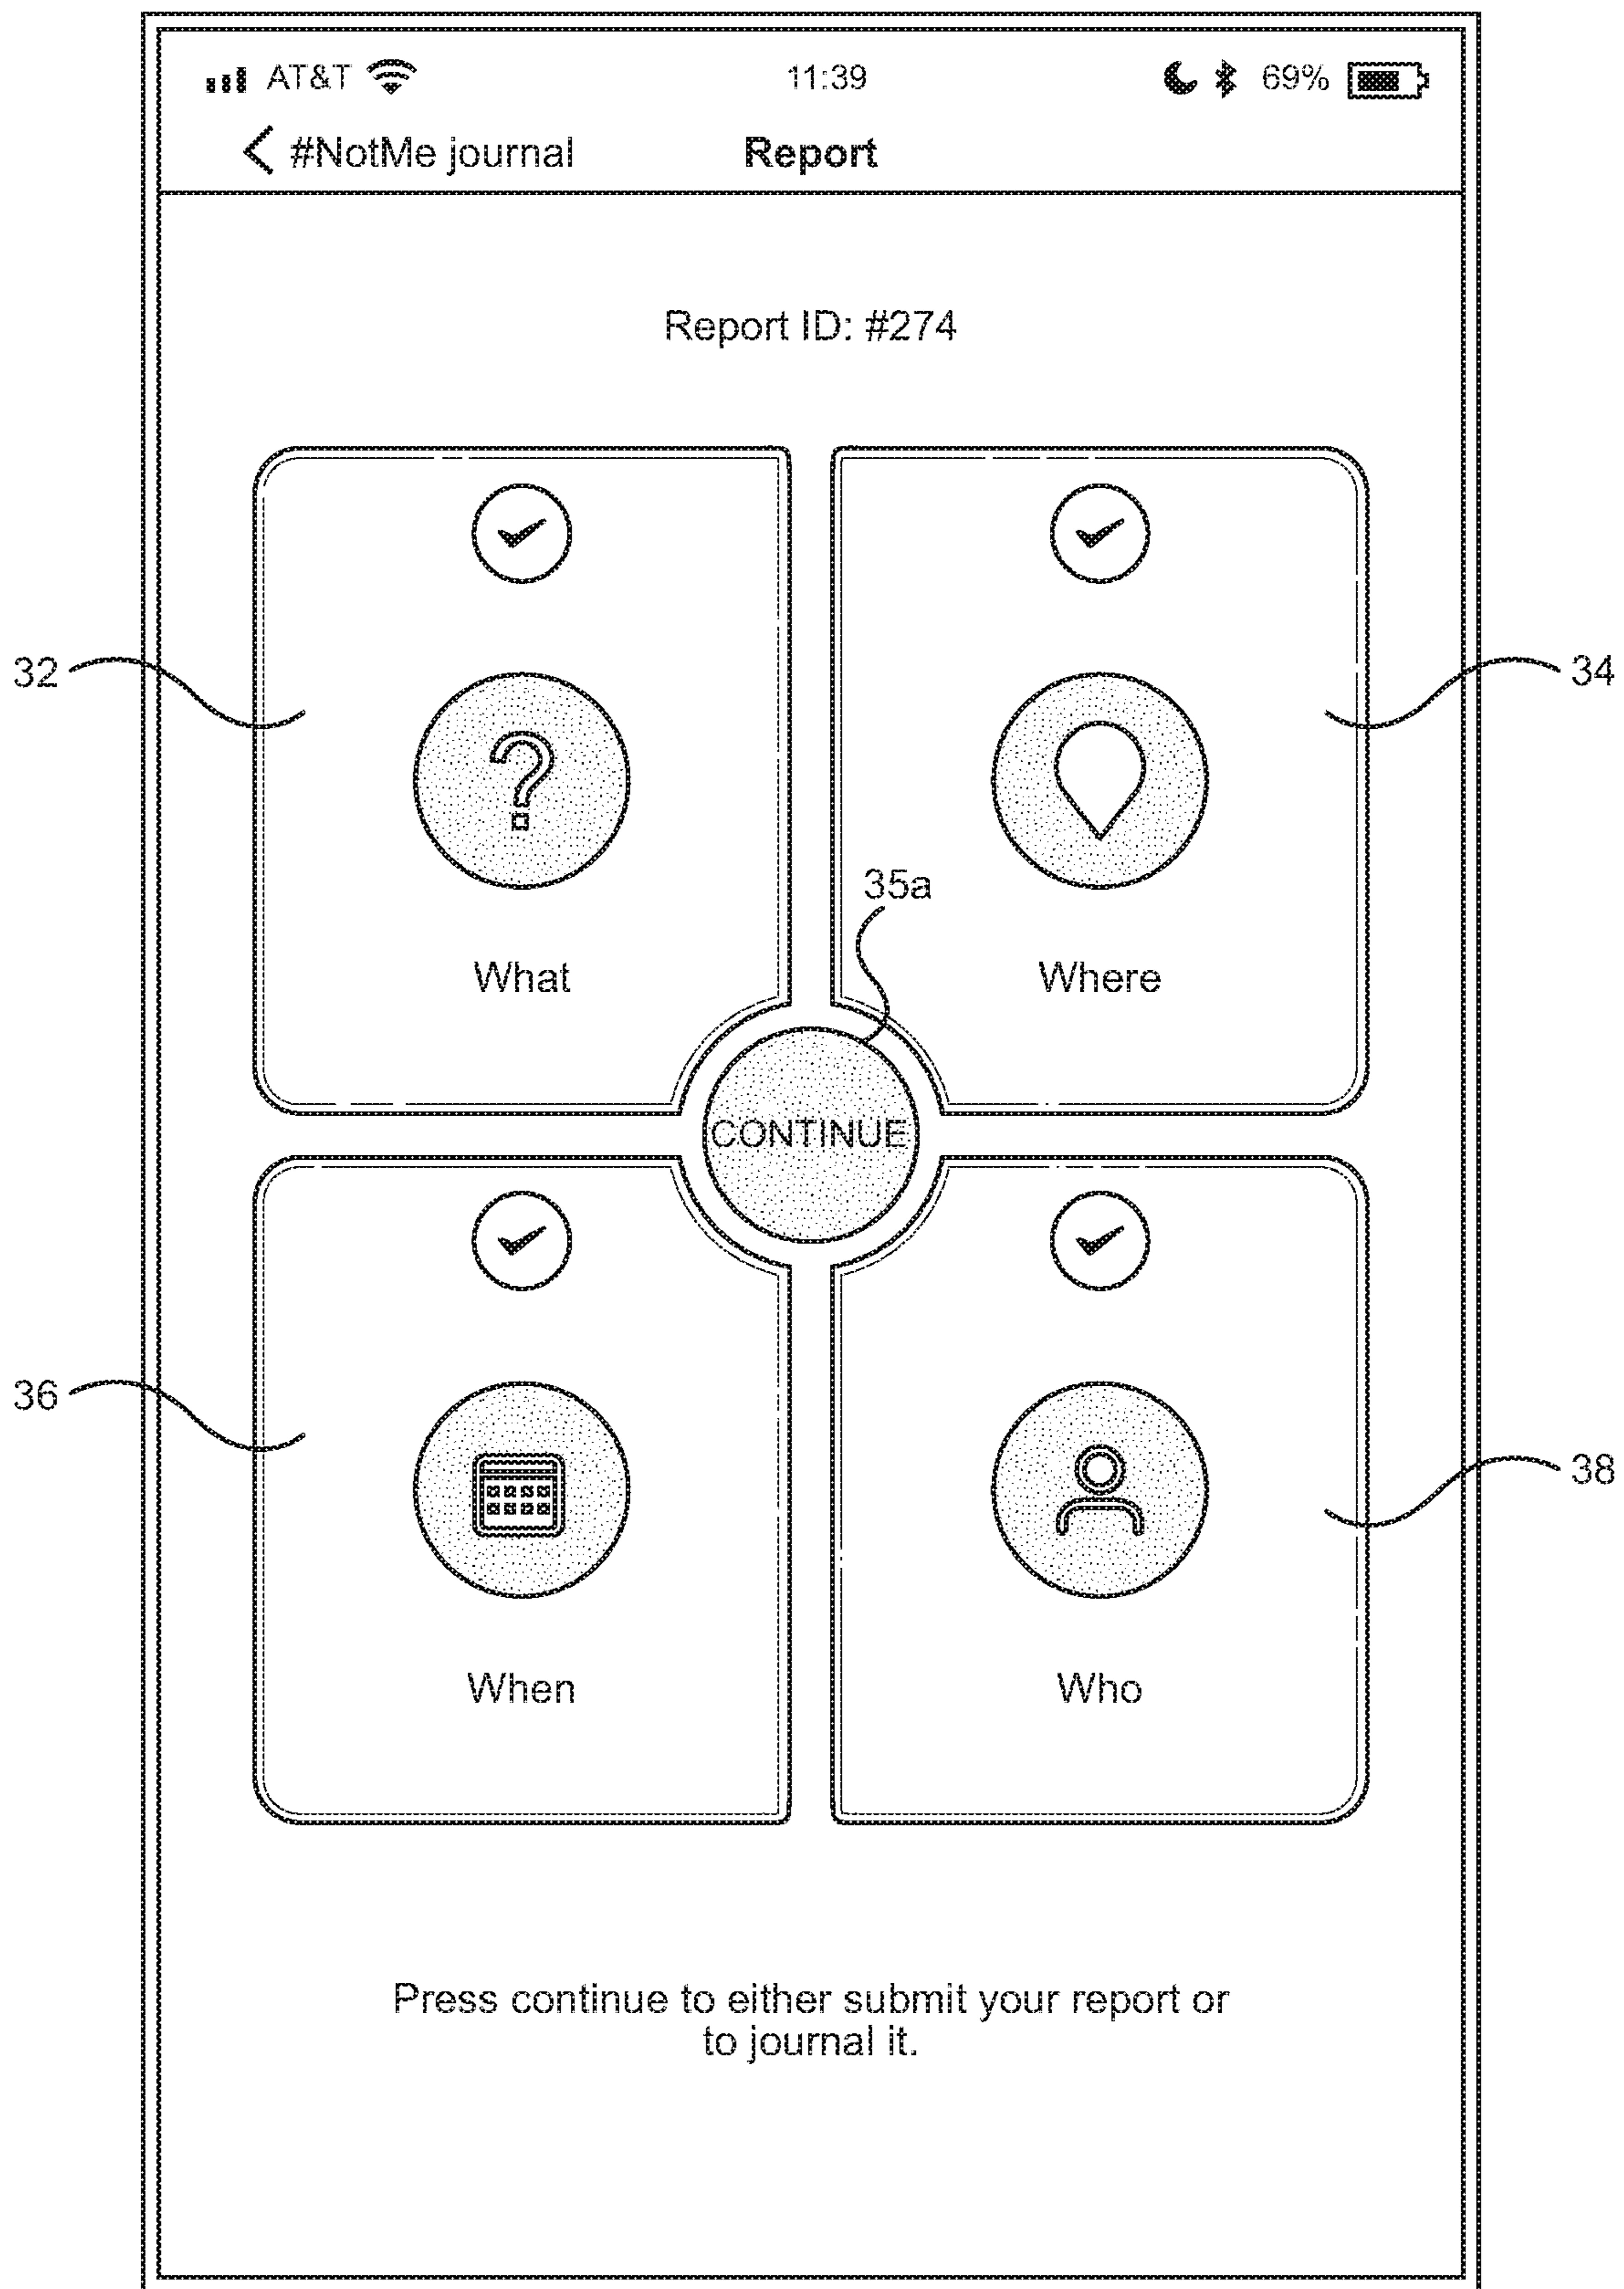 AT&T 11:39 69%
#NotMe journal Report
Report ID: #274
32
34
35a
What Where
CONTINUE
36
38
When Who
Press continue to either submit your report or
to journal it.